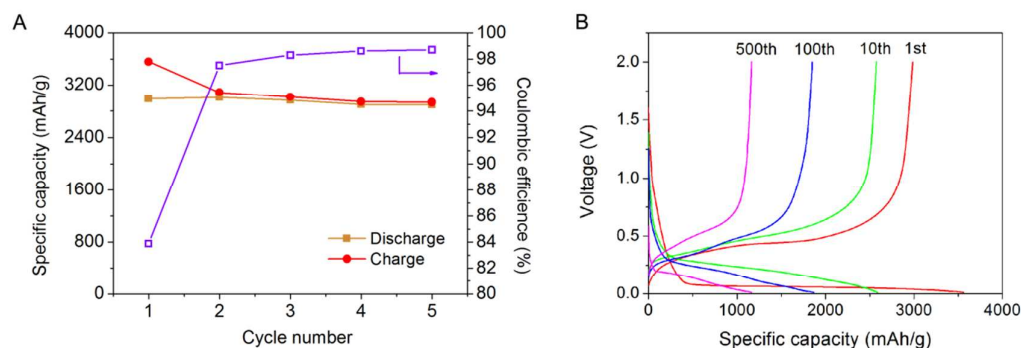 A
Specific capacity (mAh/g)
4000
3200
2400
1600
800
0
1 2 3 4 5
Cycle number
Discharge
Charge
100
98
96
94
92
90
88
86
84
82
80
Coulombic efficience (%)
B
Voltage (V)
2.0
1.5
1.0
0.5
0.0
500th 100th 10th 1st
0 1000 2000 3000 4000
Specific capacity (mAh/g)